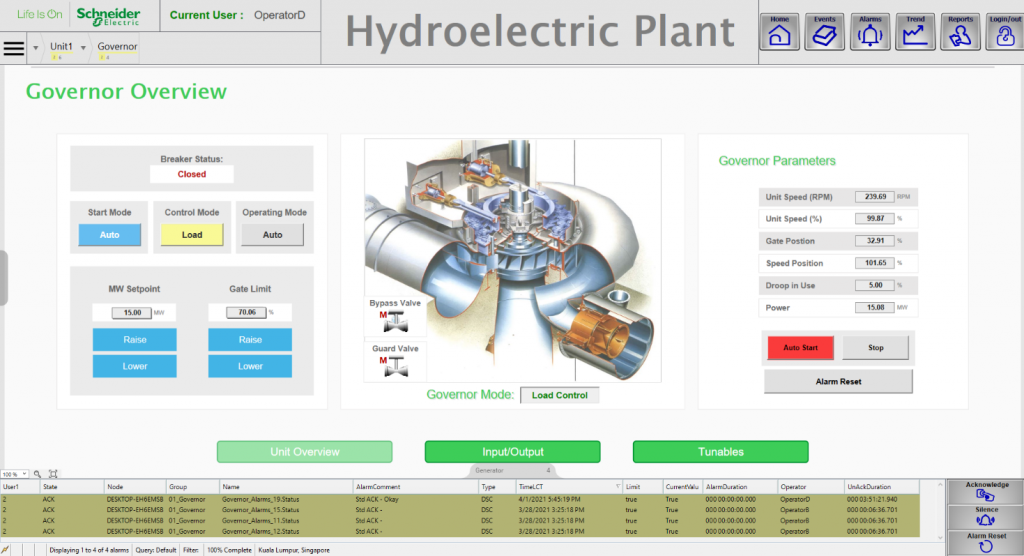 Life Is On
Schneider
Electric
Current User : OperatorD
Hydroelectric Plant
Home Events Alarms Trend Reports Login/out
Unit1 Governor
4 4
Governor Overview
Breaker Status:
Closed
Start Mode Control Mode Operating Mode
Auto Load Auto
MW Setpoint Gate Limit
15.00 MW 70.06 %
Raise Raise
Lower Lower
Bypass Valve
M
Guard Valve
M
Governor Mode: Load Control
Governor Parameters
Unit Speed (RPM) 239.69 RPM
Unit Speed (%) 99.87 %
Gate Postion 32.91 %
Speed Position 101.65 %
Droop in Use 5.00 %
Power 15.08 MW
Auto Start Stop
Alarm Reset
Unit Overview Input/Output Tunables
100 % Generator
User1 State Node Group Name AlarmComment Type TimeLCT Limit CurrentValu AlarmDuration Operator UnAckDuration
2 ACK DESKTOP-EH6EMSB 01_Governor Governor_Alarms_19.Status Std ACK - Okay DSC 4/1/2021 5:45:19 PM true True 000 00:00:00.000 OperatorD 000 03:51:21.940
2 ACK DESKTOP-EH6EMSB 01_Governor Governor_Alarms_15.Status Std ACK - DSC 3/28/2021 3:25:18 PM true True 000 00:00:00.000 OperatorB 000 00:06:36.701
2 ACK DESKTOP-EH6EMSB 01_Governor Governor_Alarms_11.Status Std ACK - DSC 3/28/2021 3:25:18 PM true True 000 00:00:00.000 OperatorB 000 00:06:36.701
2 ACK DESKTOP-EH6EMSB 01_Governor Governor_Alarms_12.Status Std ACK - DSC 3/28/2021 3:25:18 PM true True 000 00:00:00.000 OperatorB 000 00:06:36.701
Acknowledge
Silence
Alarm Reset
Displaying 1 to 4 of 4 alarms Query: Default Filter: 100% Complete Kuala Lumpur, Singapore